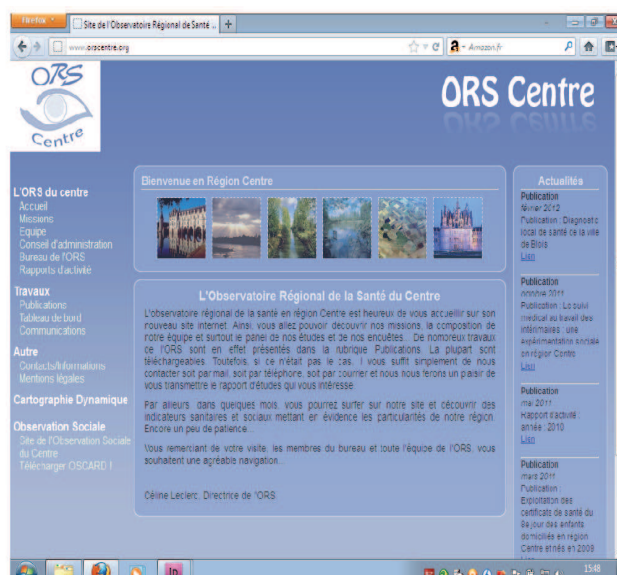 Firefox
Site de l'Observatoire Régional de Santé
www.orscentre.org
Amazon.fr
ORS
Centre
ORS Centre
L'ORS du centre
Accueil
Missions
Equipe
Conseil d'administration
Bureau de l'ORS
Rapports d'activité
Travaux
Publications
Tableau de bord
Communications
Autre
Contacts/Informations
Mentions légales
Cartographie Dynamique
Observation Sociale
Site de l'Observation Sociale
du Centre
Télécharger OSCARD !
Bienvenue en Région Centre
L'Observatoire Régional de la Santé du Centre
L'observatoire régional de la santé en région Centre est heureux de vous accueillir sur son
nouveau site internet. Ainsi, vous allez pouvoir découvrir nos missions, la composition de
notre équipe et surtout le panel de nos études et de nos enquêtes... De nombreux travaux
de l'ORS sont en effet présentés dans la rubrique Publications. La plupart sont
téléchargeables. Toutefois, si ce n'était pas le cas, il vous suffit simplement de nous
contacter soit par mail, soit par téléphone, soit par courrier et nous nous ferons un plaisir de
vous transmettre le rapport d'études qui vous intéresse.
Par ailleurs, dans quelques mois, vous pourrez surfer sur notre site et découvrir des
indicateurs sanitaires et sociaux mettant en évidence les particularités de notre région.
Encore un peu de patience...
Vous remerciant de votre visite, les membres du bureau et toute l'équipe de l'ORS, vous
souhaitent une agréable navigation...
Céline Leclerc, Directrice de l'ORS
Actualités
Publication
février 2012
Publication : Diagnostic
local de santé de la ville
de Blois
Lien
Publication
octobre 2011
Publication : Le suivi
médical au travail des
intérimaires : une
expérimentation sociale
en région Centre
Lien
Publication
mai 2011
Rapport d'activité :
année : 2010
Lien
Publication
mars 2011
Publication :
Exploitation des
certificats de santé du
8e jour des enfants
domiciliés en région
Centre et nés en 2009
15:48